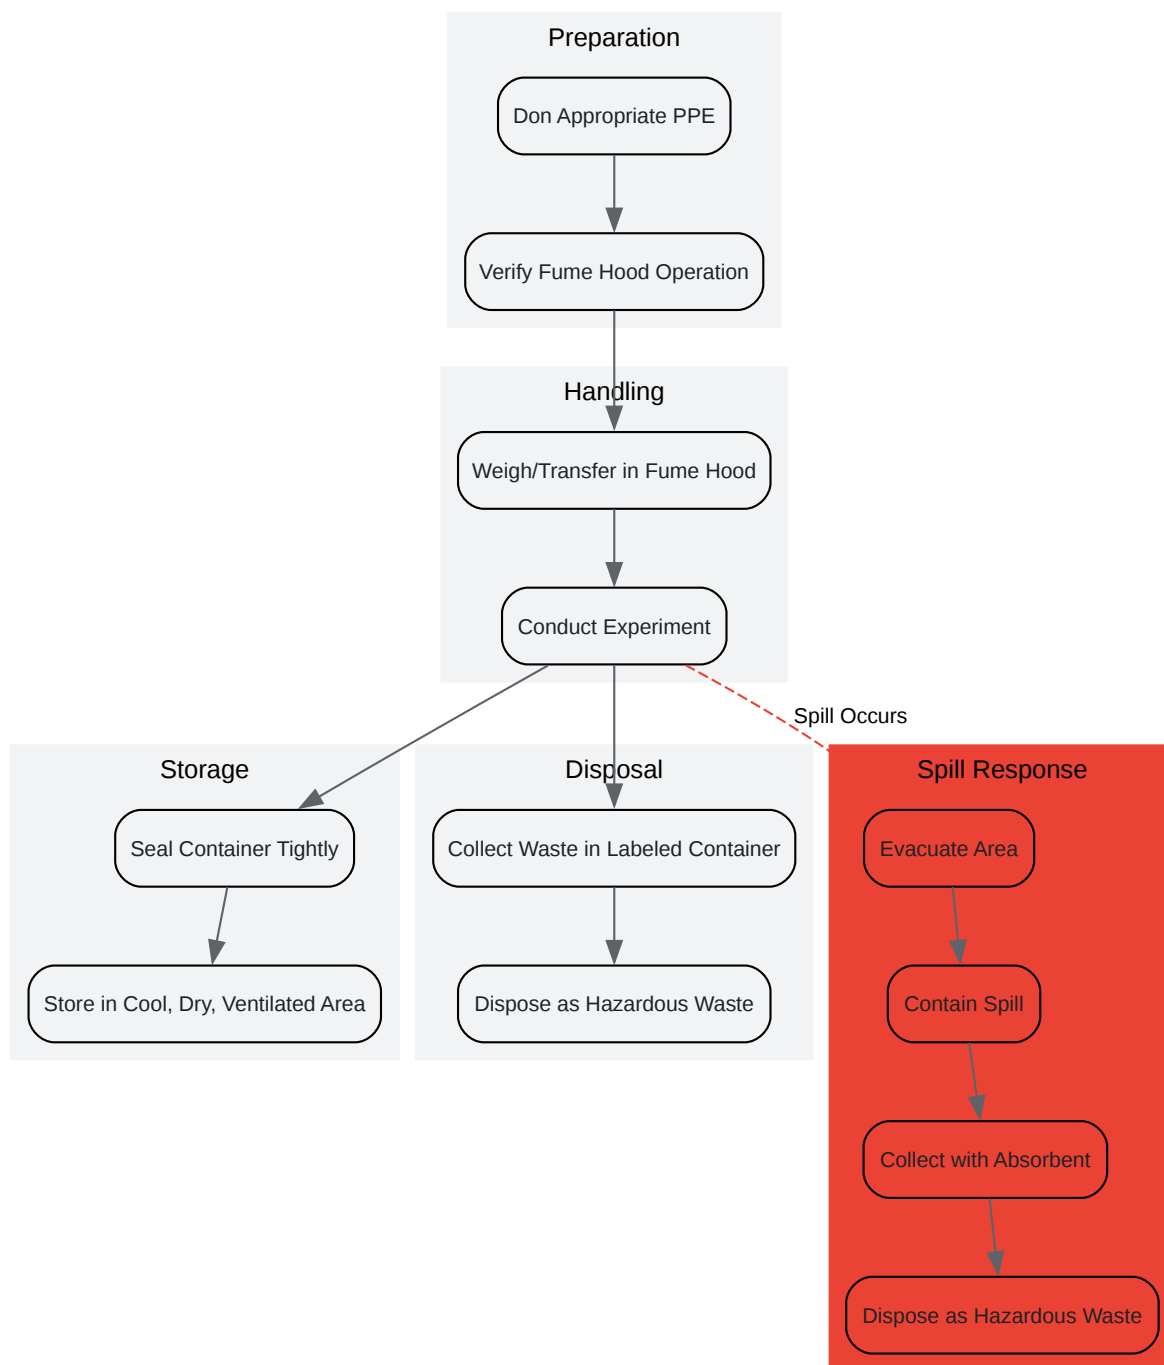 Preparation
Don Appropriate PPE
Verify Fume Hood Operation
Handling
Weigh/Transfer in Fume Hood
Conduct Experiment
Spill Occurs
Storage
Seal Container Tightly
Store in Cool, Dry, Ventilated Area
Disposal
Collect Waste in Labeled Container
Dispose as Hazardous Waste
Spill Response
Evacuate Area
Contain Spill
Collect with Absorbent
Dispose as Hazardous Waste